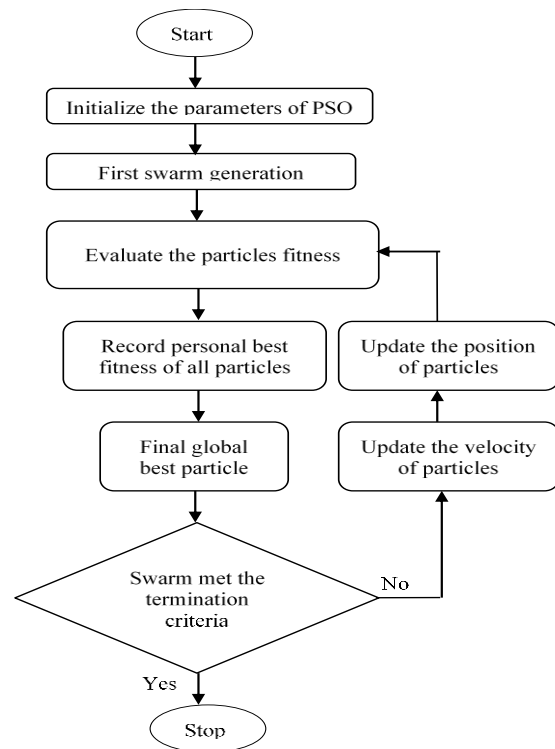 Start
Initialize the parameters of PSO
First swarm generation
Evaluate the particles fitness
Record personal best
fitness of all particles
Update the position
of particles
Final global
best particle
Update the velocity
of particles
Swarm met the
termination
criteria
No
Yes
Stop